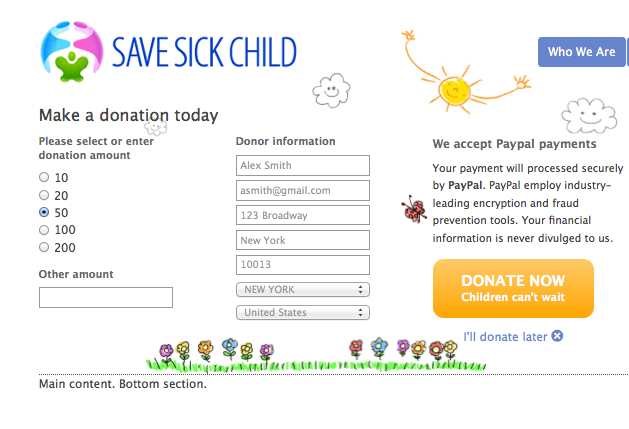 SAVE SICK CHILD
Who We Are
Make a donation today
Please select or enter
donation amount
10
20
50
100
200
Other amount
Donor information
Alex Smith
asmith@gmail.com
123 Broadway
New York
10013
NEW YORK
United States
We accept Paypal payments
Your payment will processed securely
by PayPal. PayPal employ industry-
leading encryption and fraud
prevention tools. Your financial
information is never divulged to us.
DONATE NOW
Children can't wait
I'll donate later
Main content. Bottom section.